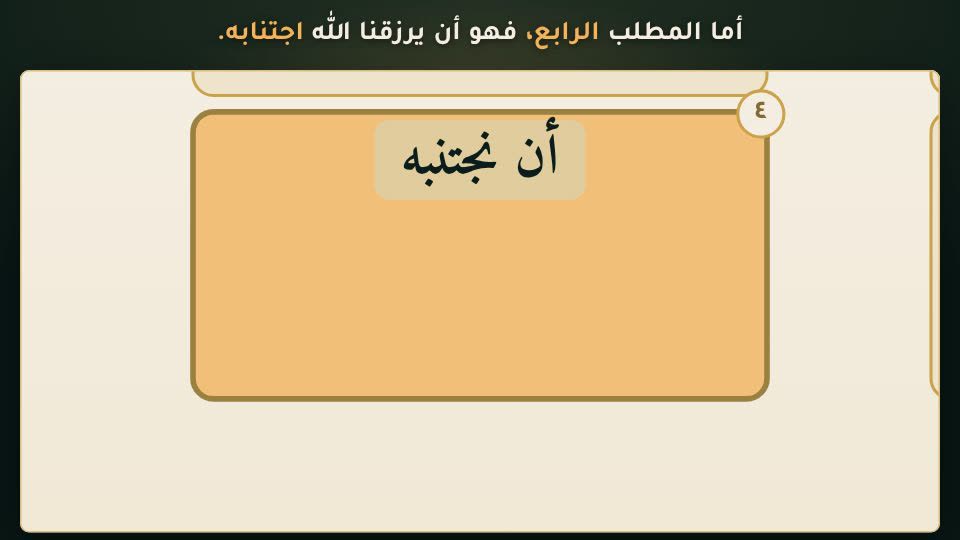 أما المطلب الرابع، فهو أن يرزقنا الله اجتنابه.
٤
أن نجتنبه